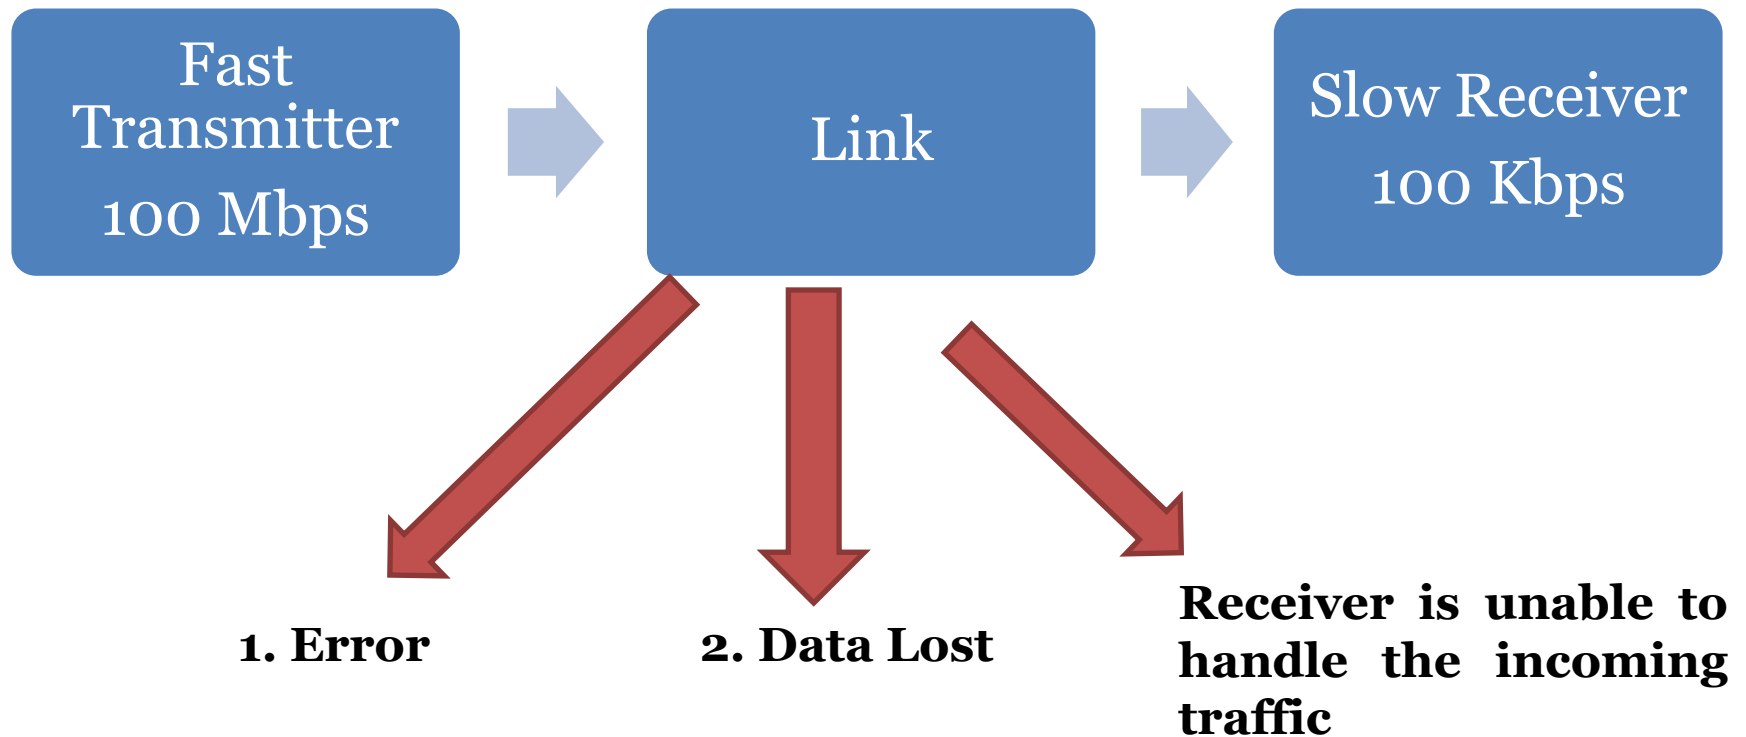 Fast
Transmitter
100 Mbps
Link
Slow Receiver
100 Kbps
1. Error
2. Data Lost
Receiver is unable to
handle the incoming
traffic